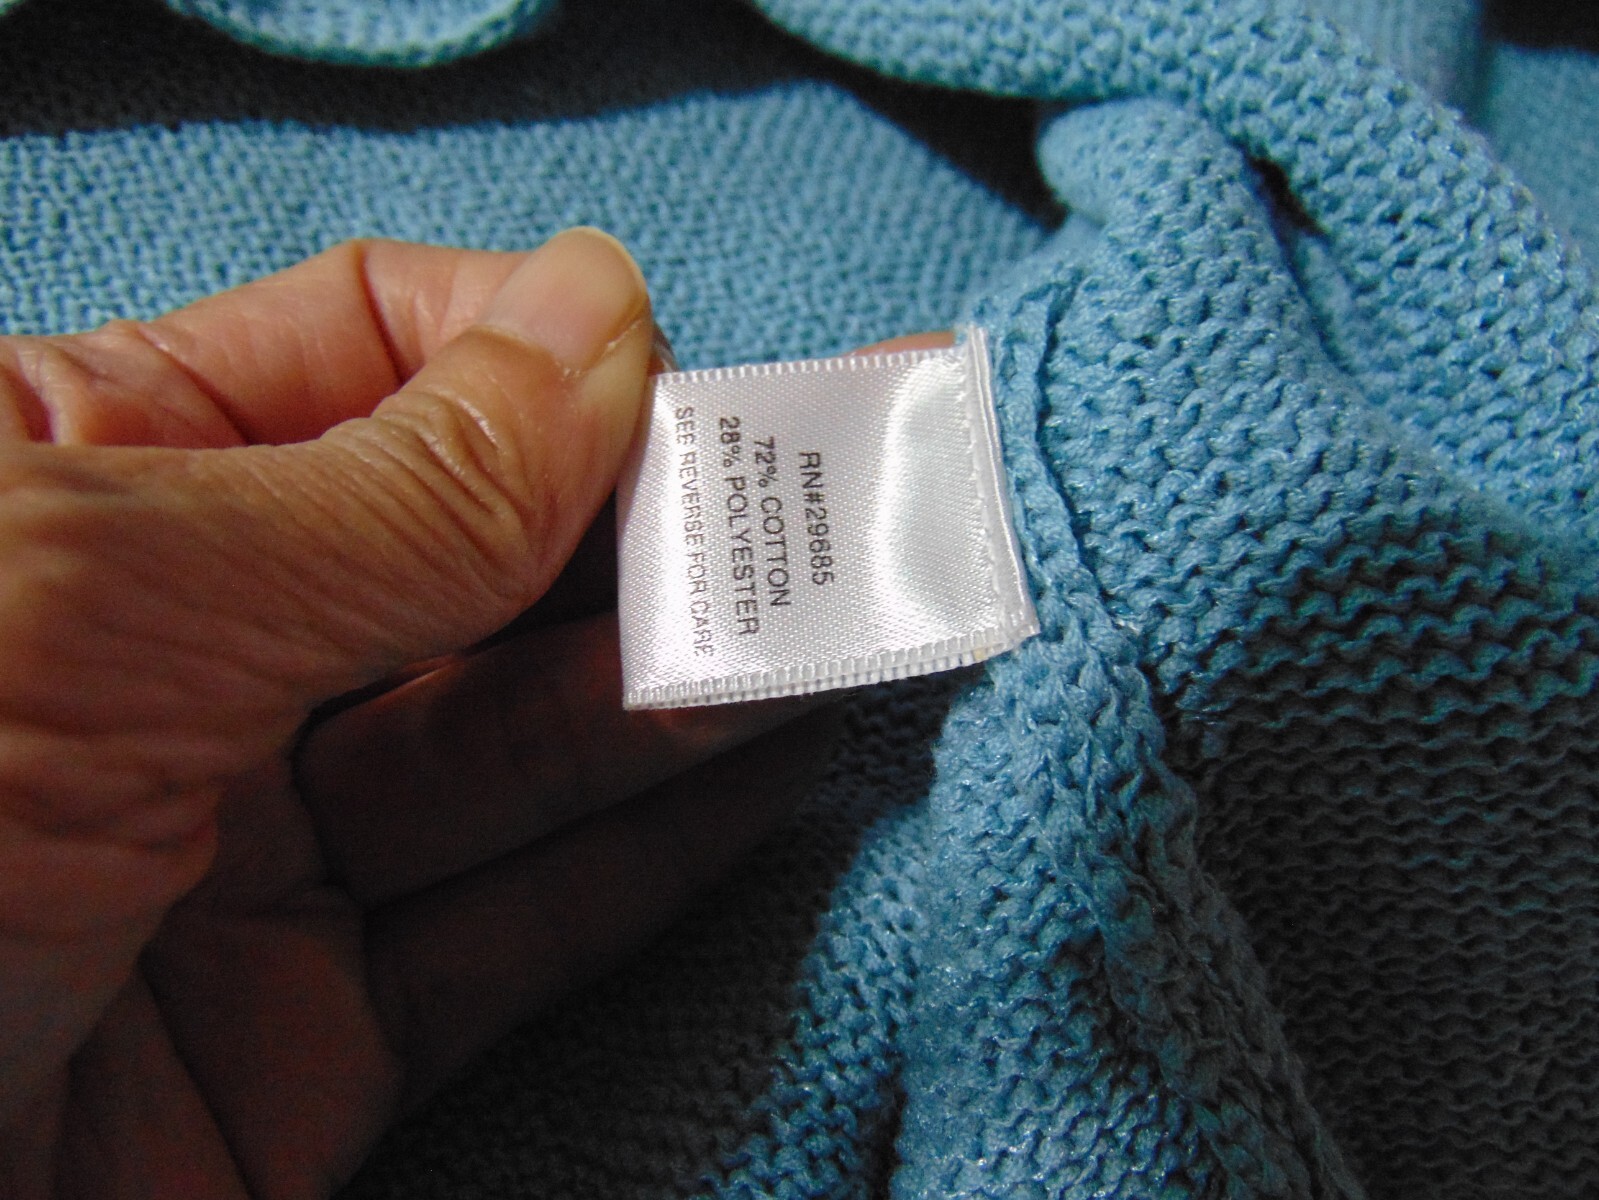 RN#29685
72% COTTON
28% POLYESTER
SEE REVERSE FOR CARE